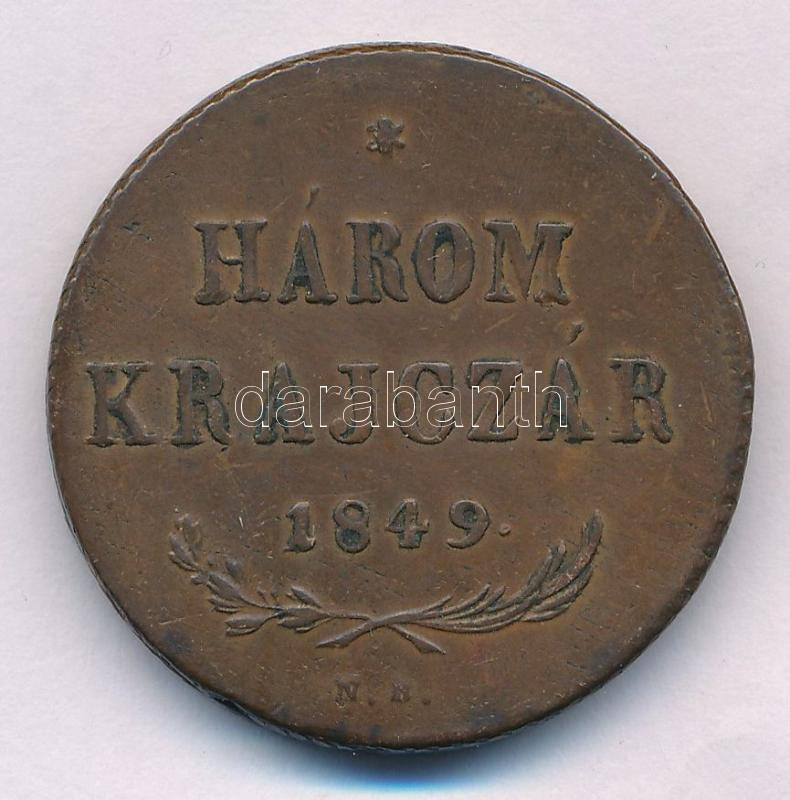 HÁROM
KRAJCZÁR
darabanth
1849.
N. B.